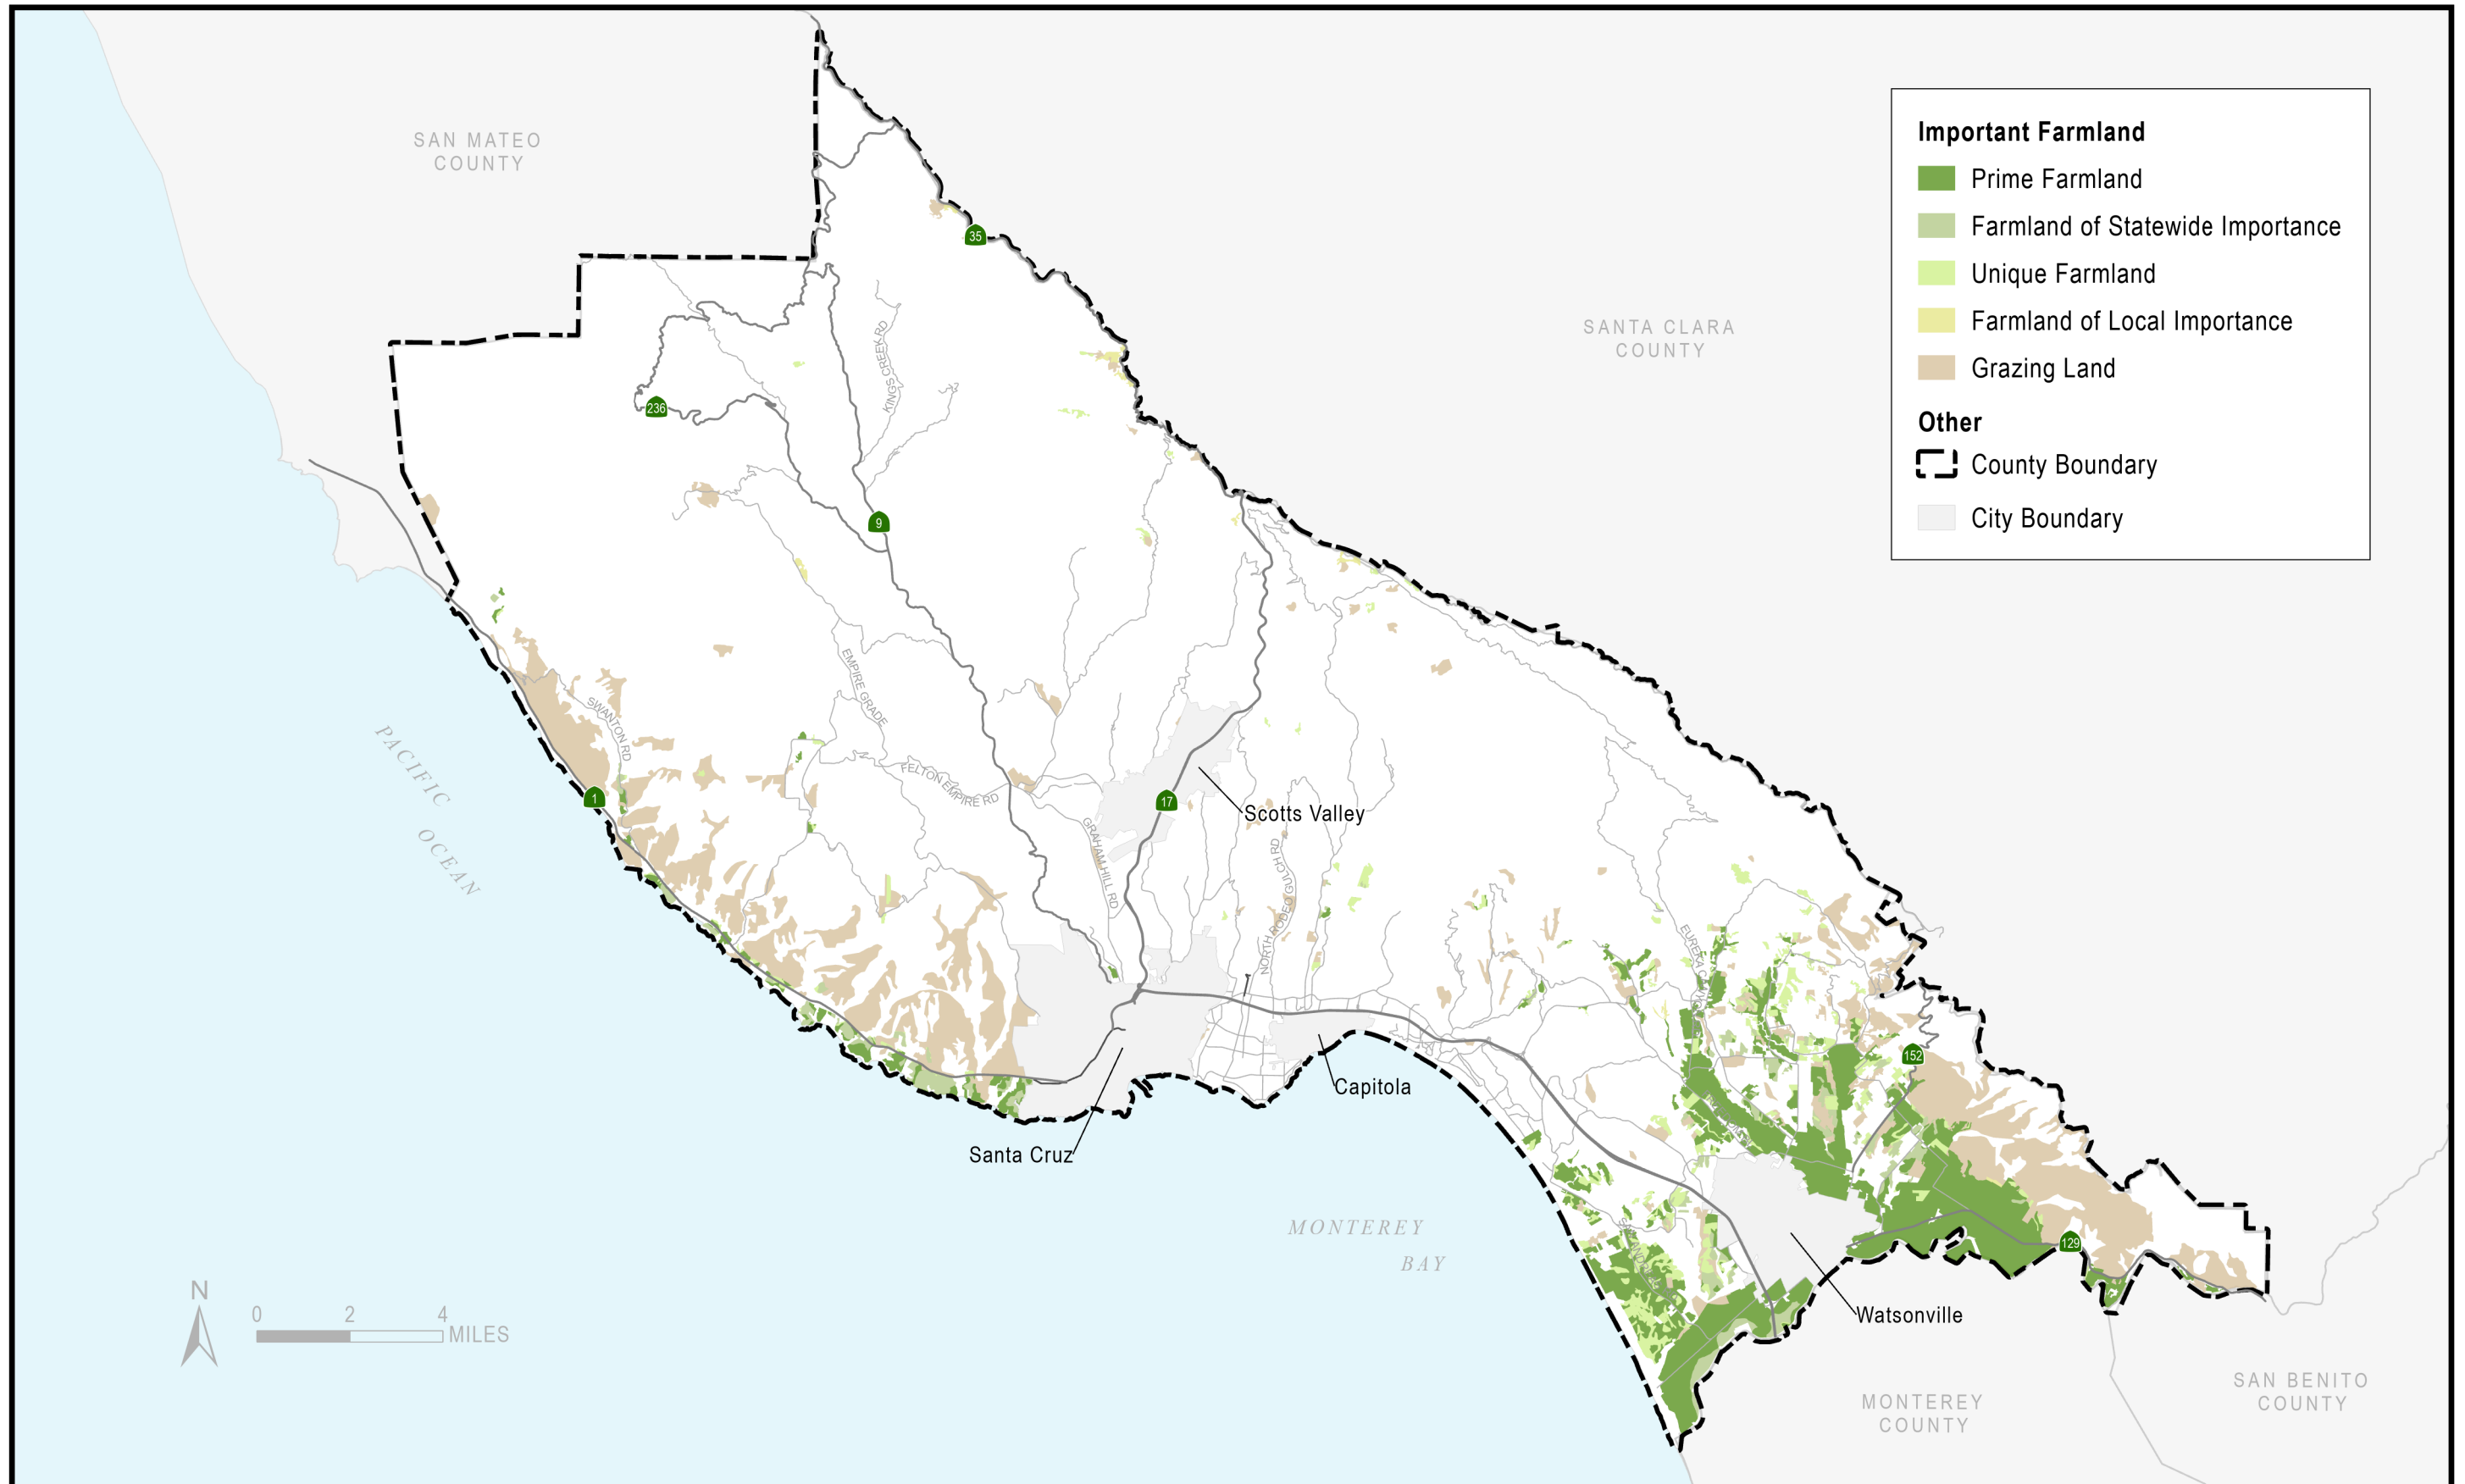 SAN MATEO
COUNTY
SANTA CLARA
COUNTY
Important Farmland
Prime Farmland
Farmland of Statewide Importance
Unique Farmland
Farmland of Local Importance
Grazing Land
Other
County Boundary
City Boundary
35
236
9
KINGS CREEK RD
EMPIRE GRADE
SWANTON RD
FELTON EMPIRE RD
GRAHAM HILL RD
1
17
Scotts Valley
NORTH RODEO GULCH RD
PACIFIC
OCEAN
152
Capitola
Santa Cruz
MONTEREY
BAY
129
Watsonville
N
0 2 4
MILES
MONTEREY
COUNTY
SAN BENITO
COUNTY